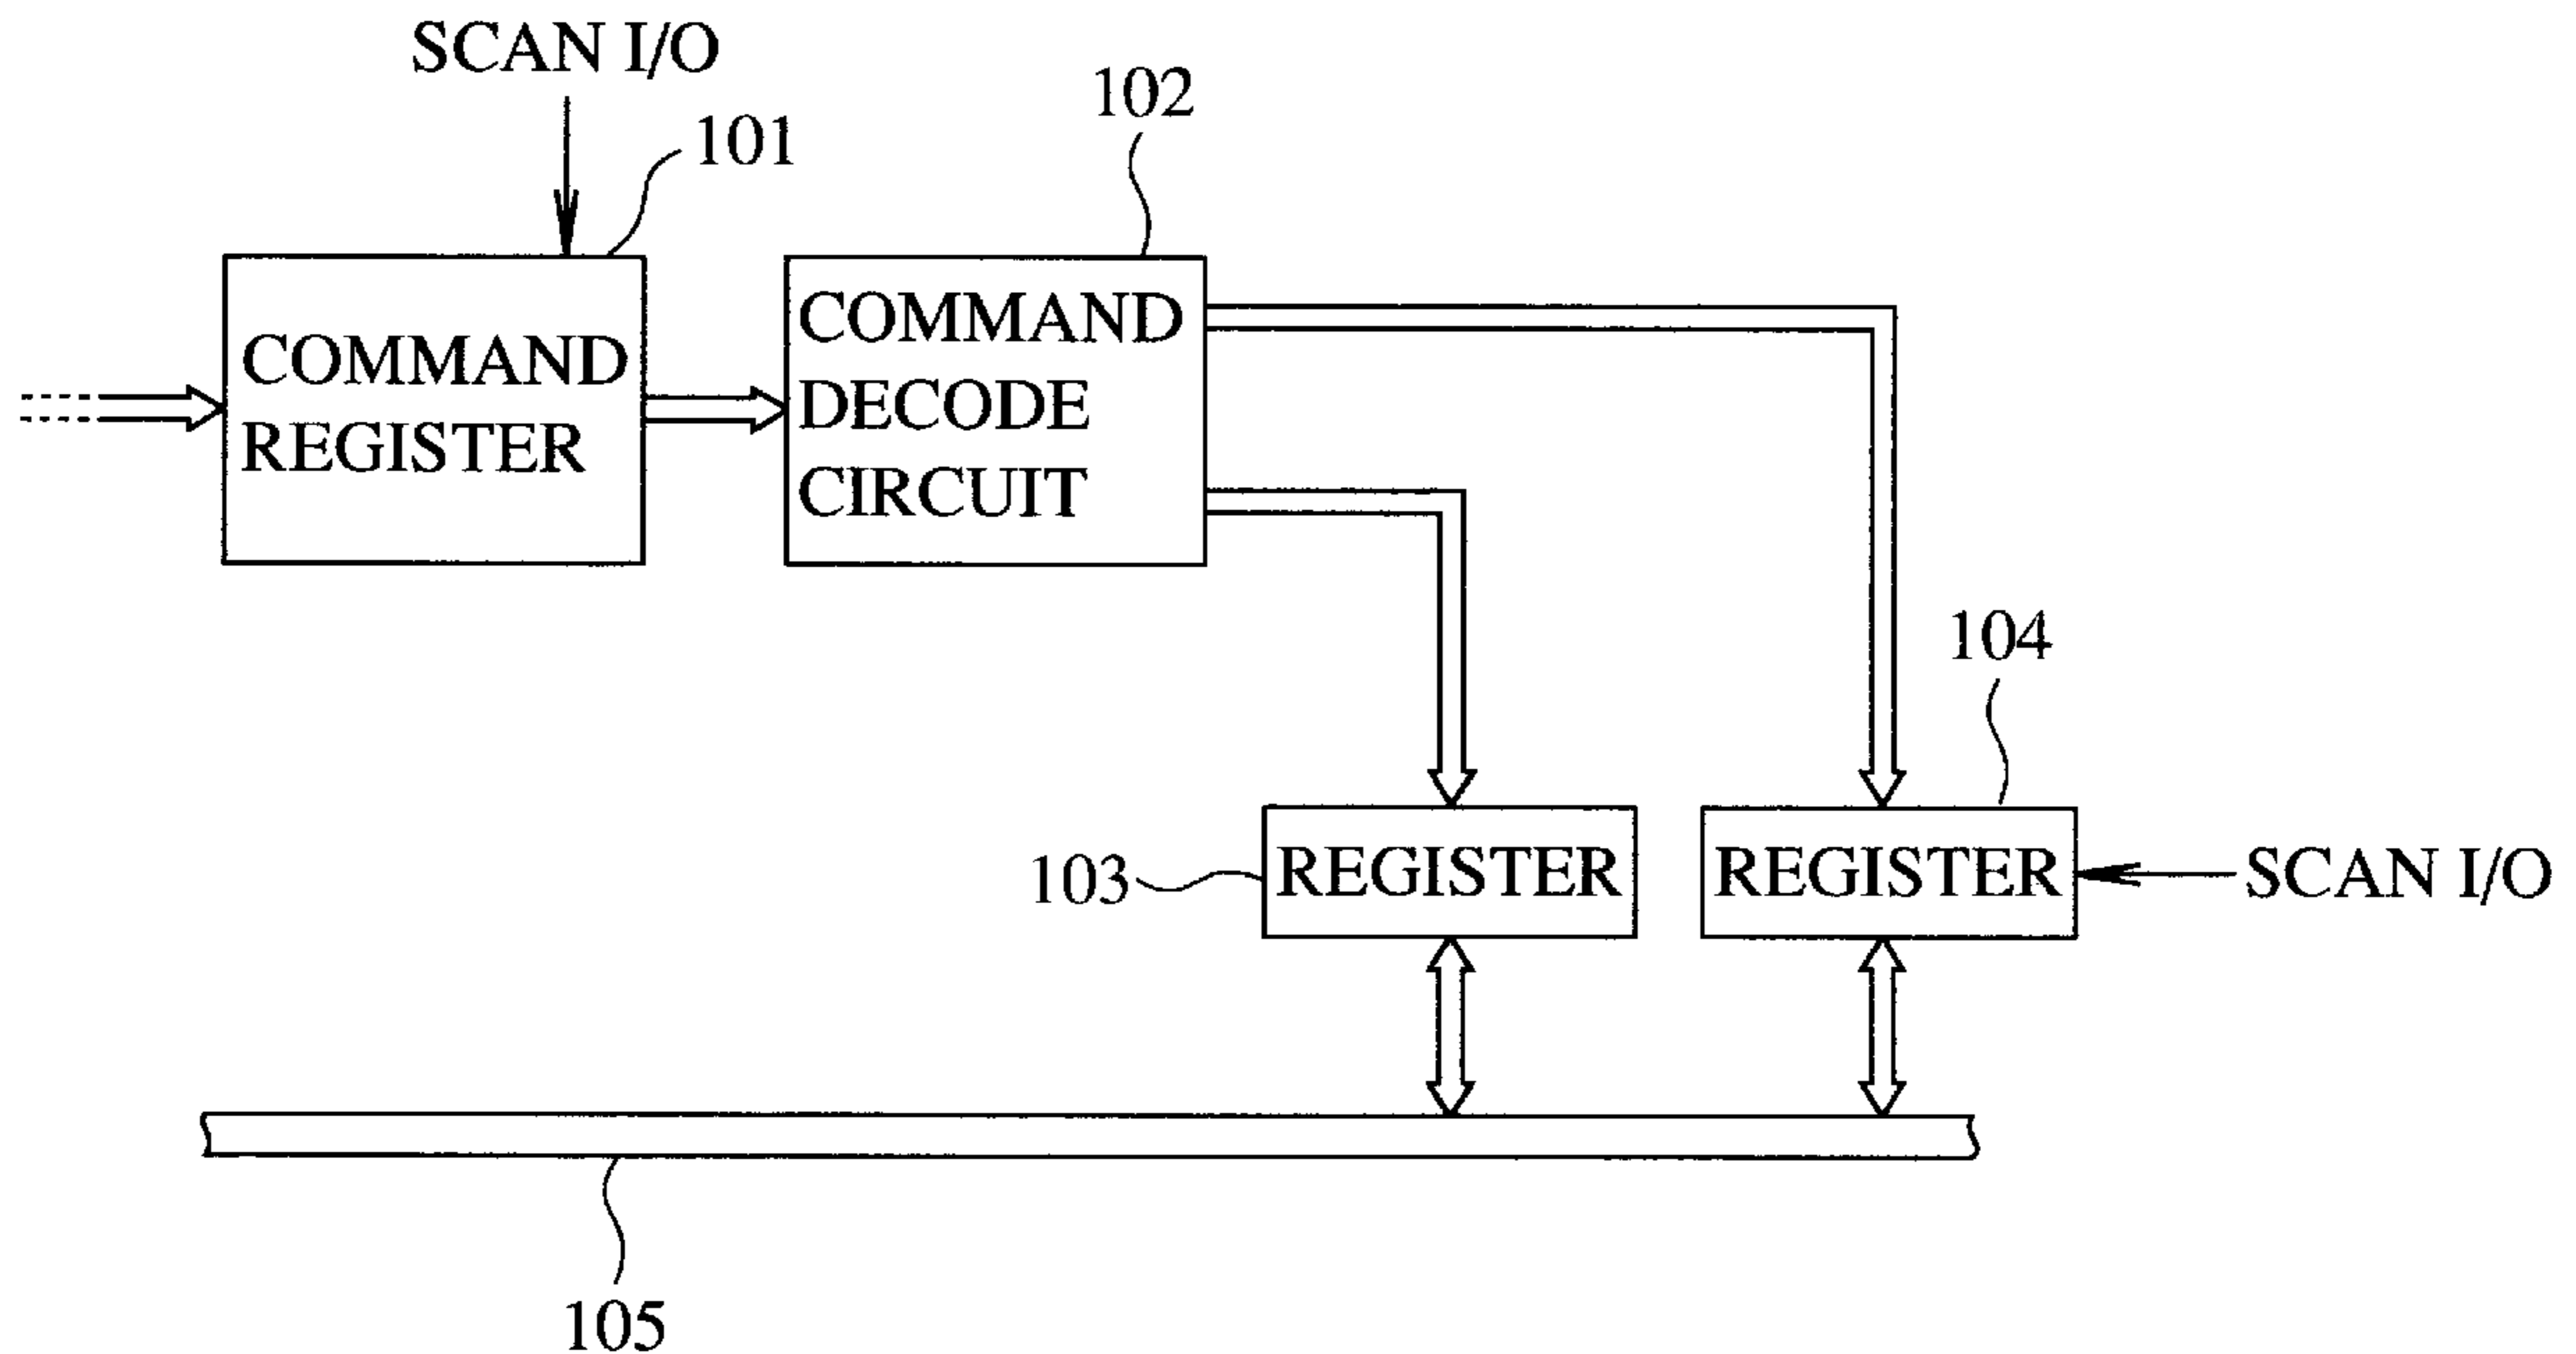 SCAN I/O
101
102
COMMAND
REGISTER
COMMAND
DECODE
CIRCUIT
104
103
REGISTER
REGISTER
SCAN I/O
105